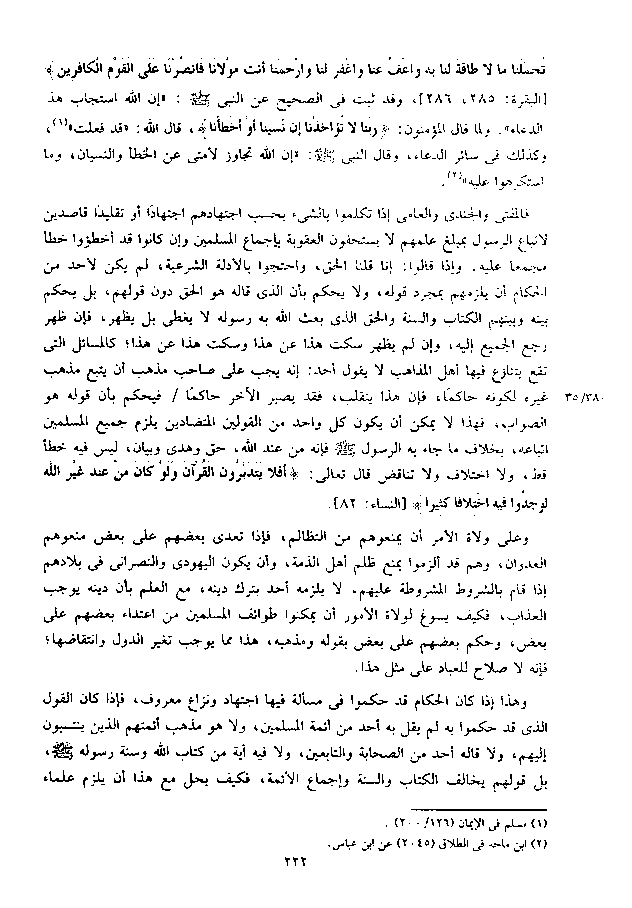 تحملنا ما لا طاقة لنا به واعف عنا واغفر لنا وارحمنا أنت مولانا فانصرنا على القوم الكافرين ﴾
[البقرة: ٢٨٥، ٢٨٦]، وقد ثبت فى الصحيح عن النبى ﷺ : «إن الله استجاب هذ
الدعاء». ولما قال المؤمنون: ﴿ ربنا لا تؤاخذنا إن نسينا أو أخطأنا ﴾، قال الله: «قد فعلت»(١)،
وكذلك فى سائر الدعاء، وقال النبى ﷺ: «إن الله تجاوز لأمتى عن الخطأ والنسيان، وما
استكرهوا عليه»(٢).
فالمفتى والجندى والعامى إذا تكلموا بالشىء بحسب اجتهادهم اجتهادًا أو تقليدًا قاصدين
لاتباع الرسول بمبلغ علمهم لا يستحقون العقوبة بإجماع المسلمين وإن كانوا قد أخطؤوا خطأ
مجمعا عليه. وإذا قالوا: إنا قلنا الحق، واحتجوا بالأدلة الشرعية، لم يكن لأحد من
الحكام أن يلزمهم بمجرد قوله، ولا يحكم بأن الذى قاله هو الحق دون قولهم، بل يحكم
بينه وبينهم الكتاب والسنة والحق الذى بعث الله به رسوله لا يغطى بل يظهر، فإن ظهر
رجع الجميع إليه، وإن لم يظهر سكت هذا عن هذا وسكت هذا عن هذا؛ كالمسائل التى
تقع يتنازع فيها أهل المذاهب لا يقول أحد: إنه يجب على صاحب مذهب أن يتبع مذهب
غيره لكونه حاكمًا، فإن هذا ينقلب، فقد يصير الآخر حاكمًا / فيحكم بأن قوله هو ٣٥/٣٨٠
الصواب، فهذا لا يمكن أن يكون كل واحد من القولين المتضادين يلزم جميع المسلمين
اتباعه، بخلاف ما جاء به الرسول ﷺ فإنه من عند الله، حق وهدى وبيان، ليس فيه خطأ
قط، ولا اختلاف ولا تناقض قال تعالى: ﴿ أفلا يتدبرون القرآن ولو كان من عند غير الله
لوجدوا فيه اختلافا كثيرا ﴾ [النساء: ٨٢].
وعلى ولاة الأمر أن يمنعوهم من التظالم، فإذا تعدى بعضهم على بعض منعوهم
العدوان، وهم قد ألزموا بمنع ظلم أهل الذمة، وأن يكون اليهودى والنصرانى فى بلادهم
إذا قام بالشروط المشروطة عليهم. لا يلزمه أحد بترك دينه، مع العلم بأن دينه يوجب
العذاب، فكيف يسوغ لولاة الأمور أن يمكنوا طوائف المسلمين من اعتداء بعضهم على
بعض، وحكم بعضهم على بعض بقوله ومذهبه، هذا مما يوجب تغير الدول وانتقاضها؛
فإنه لا صلاح للعباد على مثل هذا.
وهذا إذا كان الحكام قد حكموا فى مسألة فيها اجتهاد ونزاع معروف، فإذا كان القول
الذى قد حكموا به لم يقل به أحد من أئمة المسلمين، ولا هو مذهب أئمتهم الذين ينتسبون
إليهم، ولا قاله أحد من الصحابة والتابعين، ولا فيه آية من كتاب الله وسنة رسوله ﷺ،
بل قولهم يخالف الكتاب والسنة وإجماع الأئمة، فكيف يحل مع هذا أن يلزم علماء
(١) مسلم فى الإيمان (١٢٦/ ٢٠٠) .
(٢) ابن ماجه فى الطلاق (٢٠٤٥) عن ابن عباس.
٢٢٢